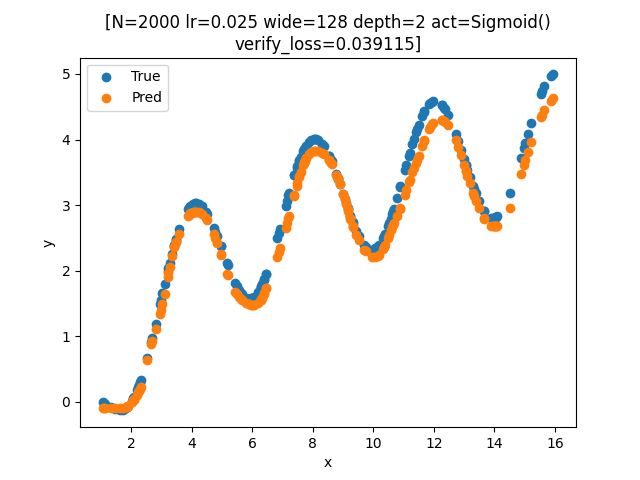 [N=2000 lr=0.025 wide=128 depth=2 act=Sigmoid()
verify_loss=0.039115]
True
Pred
y
5
4
3
2
1
0
2
4
6
8
10
12
14
16
x